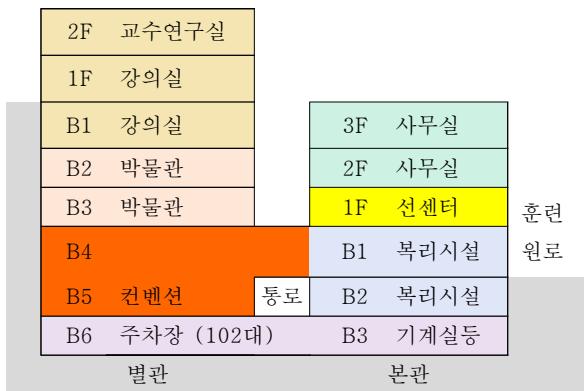 2F 교수연구실
1F 강의실
B1 강의실 3F 사무실
B2 박물관 2F 사무실
B3 박물관 1F 선센터 훈련
B4 B1 복리시설 원로
B5 컨벤션 통로 B2 복리시설
B6 주차장 (102대) B3 기계실등
별관 본관